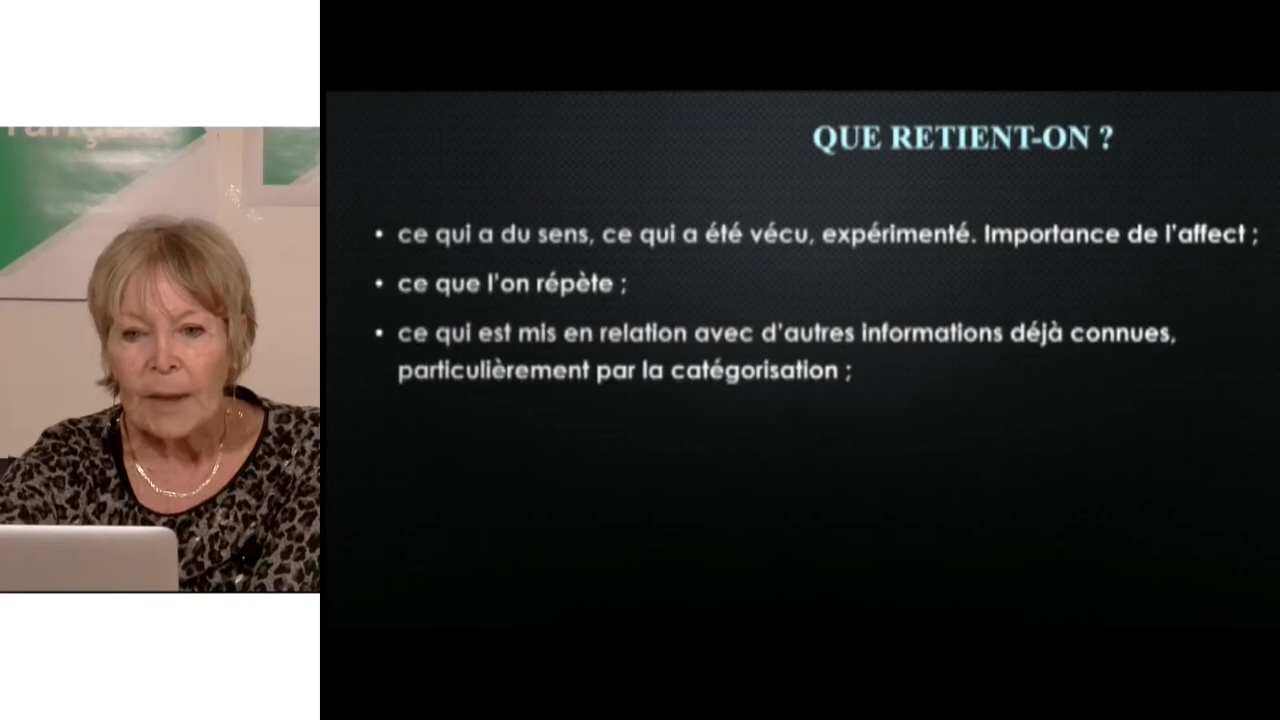 QUE RETIENT-ON ?
• ce qui a du sens, ce qui a été vécu, expérimenté. Importance de l'affect ;
• ce que l'on répète ;
• ce qui est mis en relation avec d'autres informations déjà connues,
particulièrement par la catégorisation ;